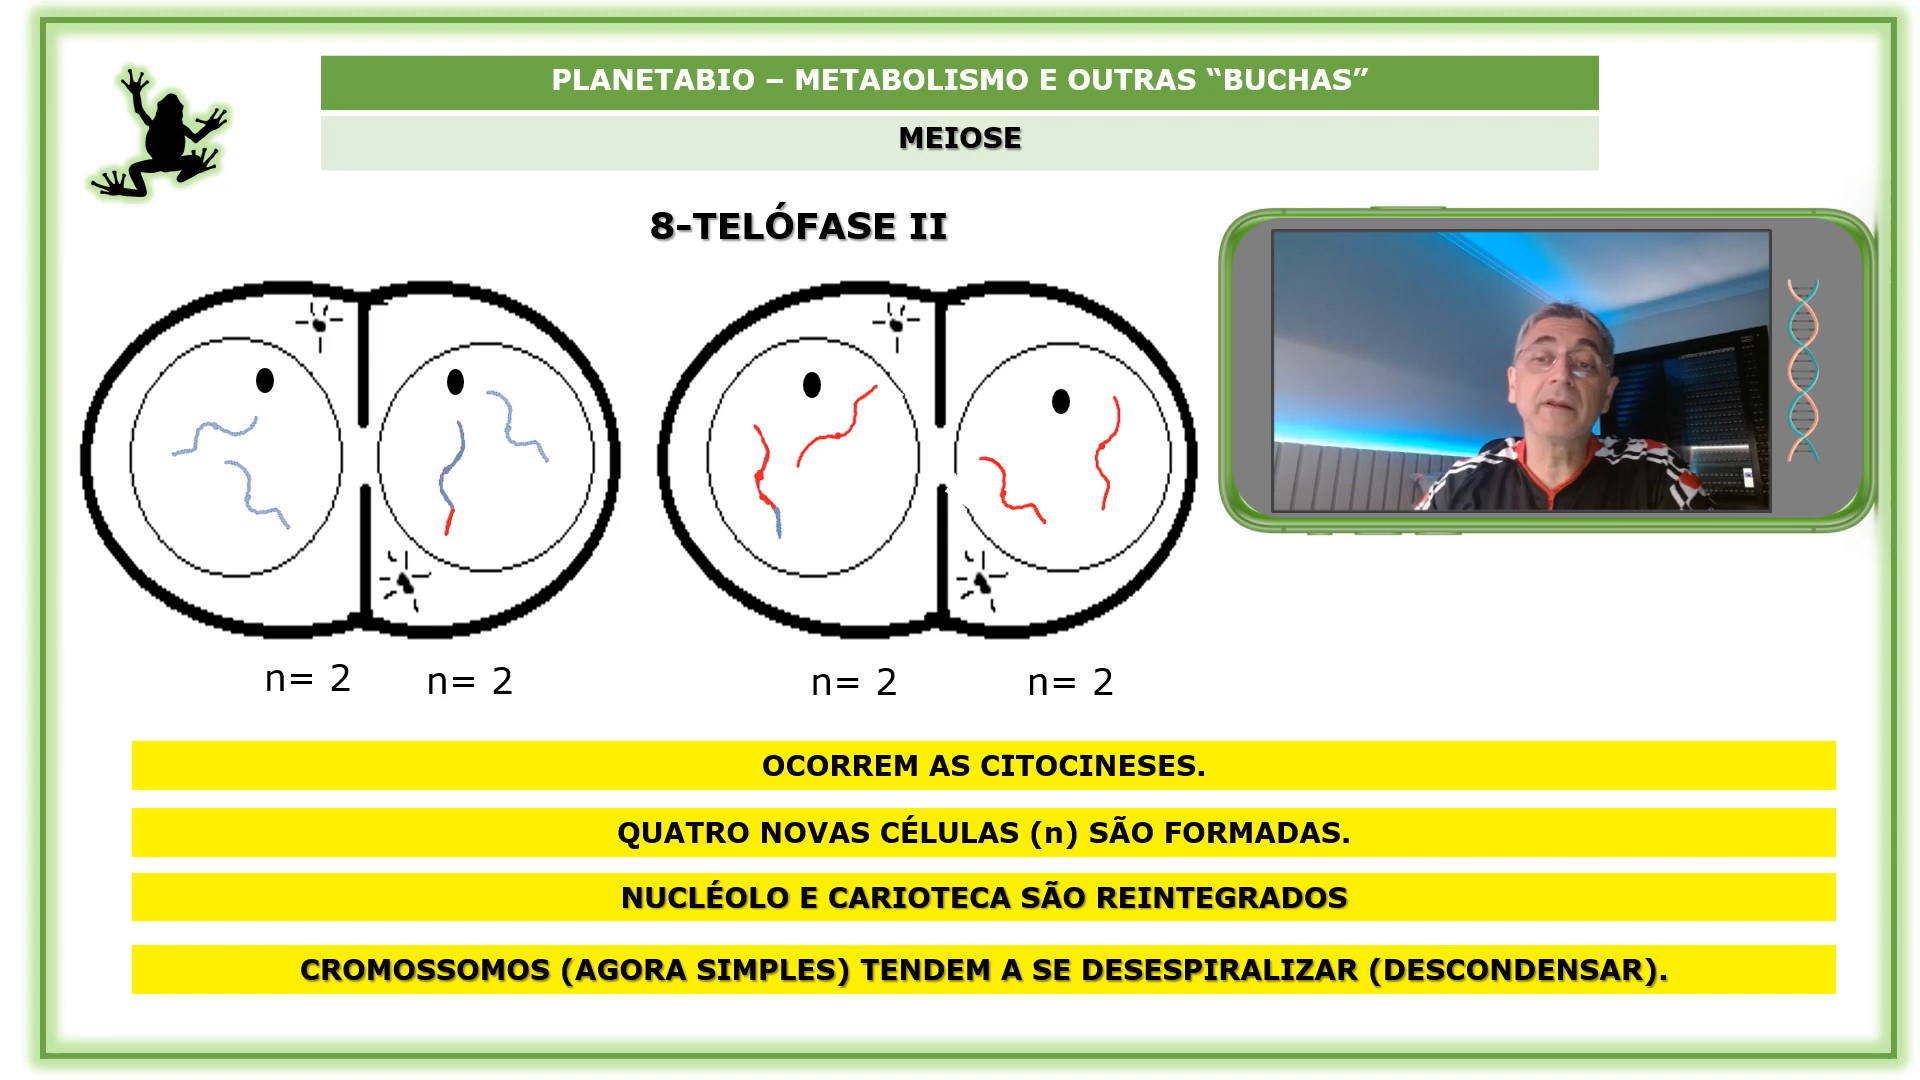 PLANETABIO – METABOLISMO E OUTRAS “BUCHAS”
MEIOSE
8-TELÓFASE II
n= 2
n= 2
n= 2
n= 2
OCORREM AS CITOCINESES.
QUATRO NOVAS CÉLULAS (n) SÃO FORMADAS.
NUCLÉOLO E CARIOTECA SÃO REINTEGRADOS
CROMOSSOMOS (AGORA SIMPLES) TENDEM A SE DESESPIRALIZAR (DESCONDENSAR).